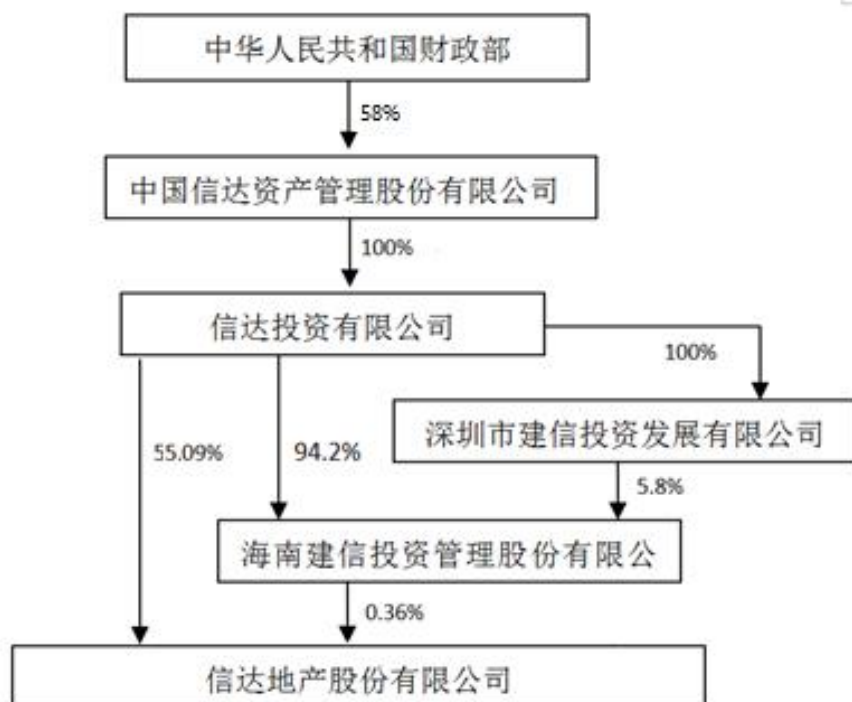 中华人民共和国财政部
58%
中国信达资产管理股份有限公司
100%
信达投资有限公司
100%
深圳市建信投资发展有限公司
55.09%
94.2%
5.8%
海南建信投资管理股份有限公
0.36%
信达地产股份有限公司